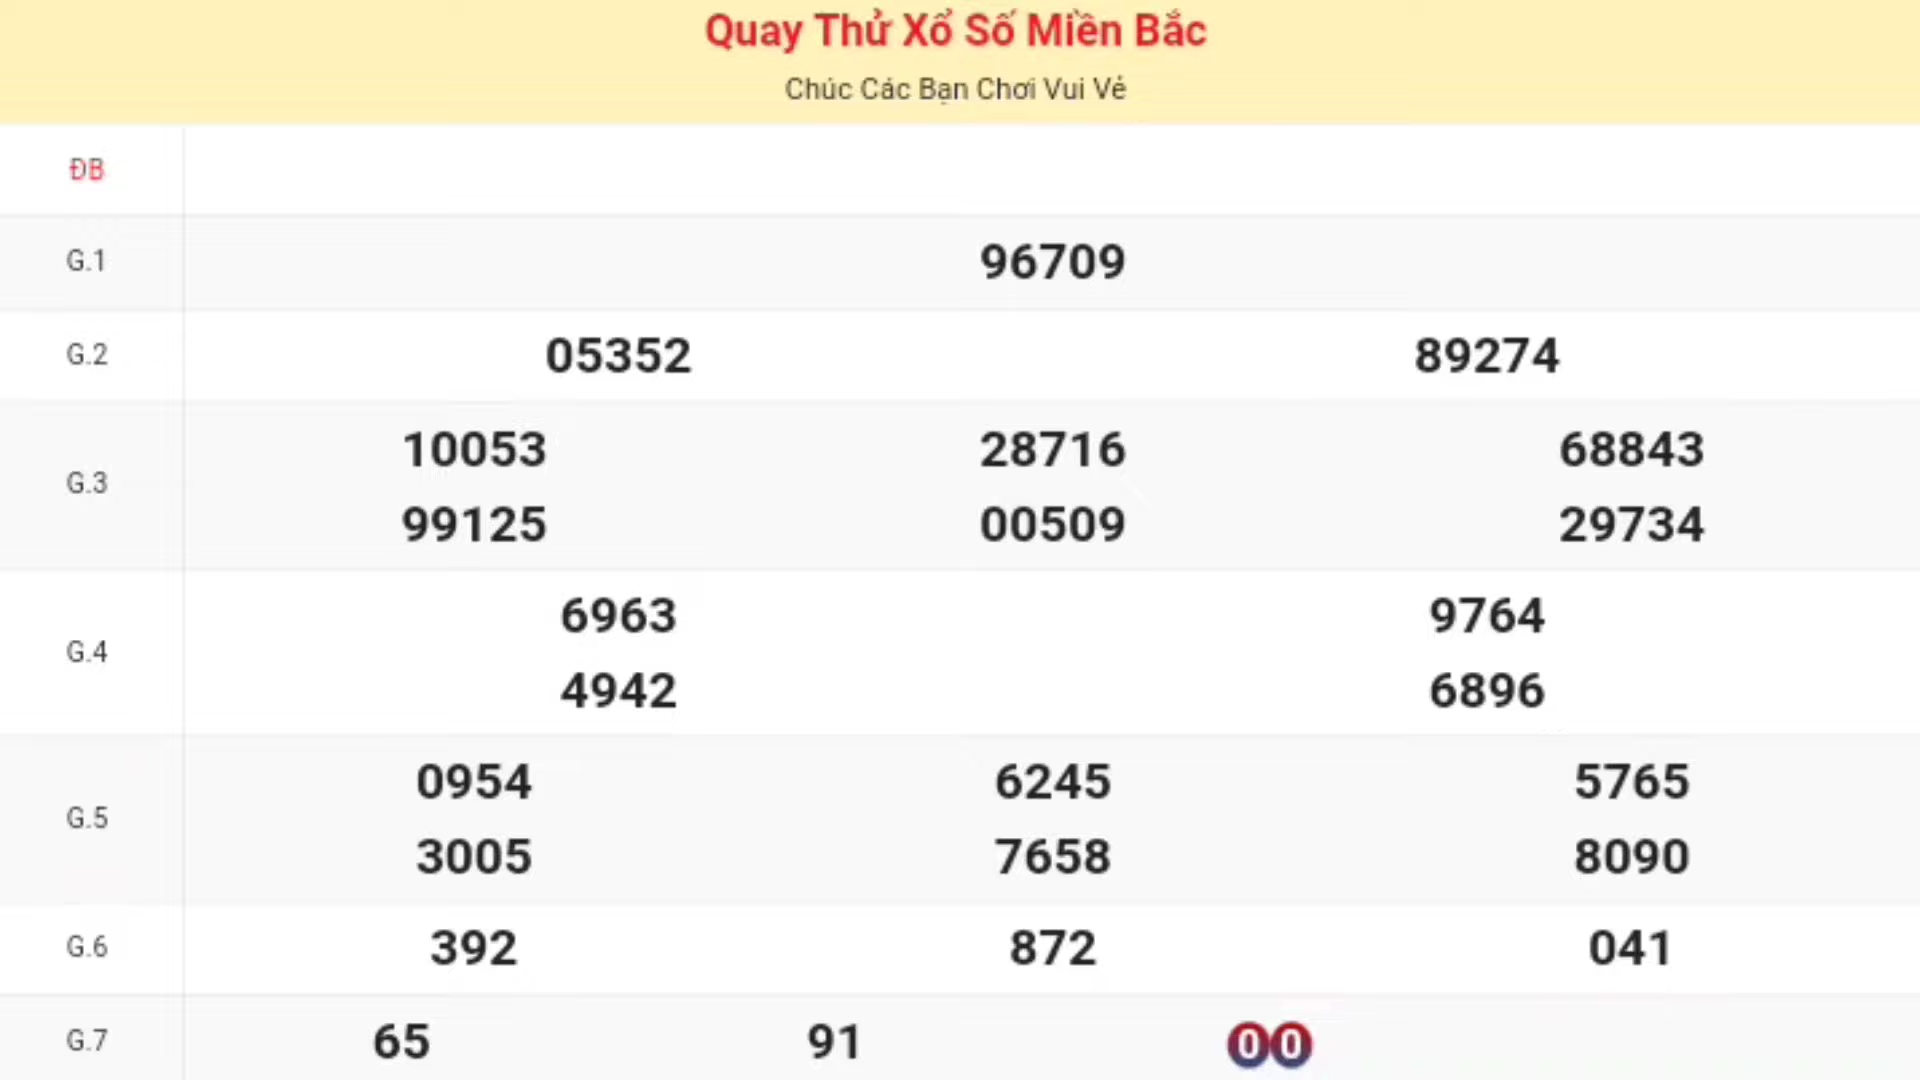 Quay Thử Xổ Số Miền Bắc
Chúc Các Bạn Chơi Vui Vẻ
ĐB
G.1 96709
G.2 05352 89274
G.3 10053 28716 68843
99125 00509 29734
G.4 6963 9764
4942 6896
G.5 0954 6245 5765
3005 7658 8090
G.6 392 872 041
G.7 65 91 00